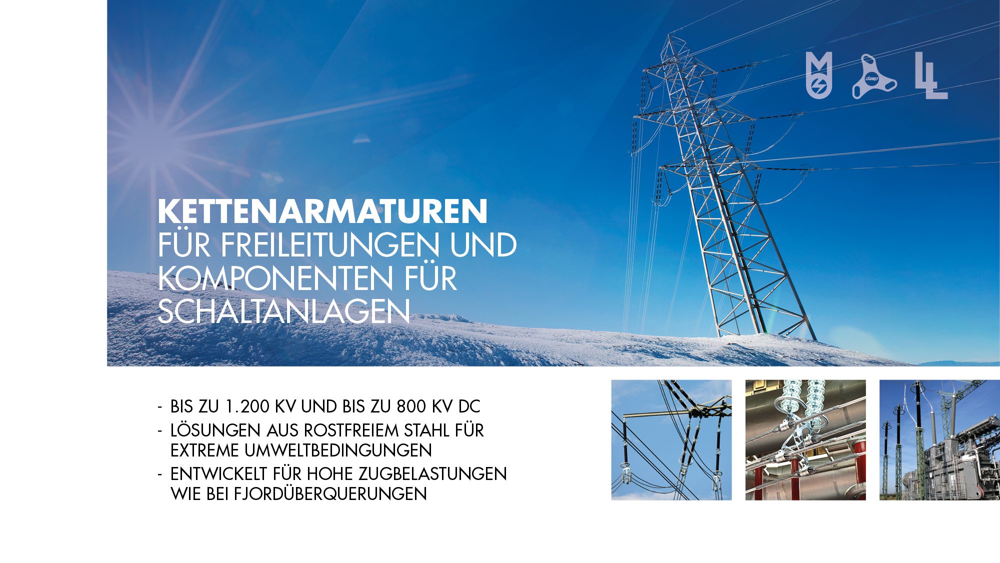 damp
KETTENARMATUREN
FÜR FREILEITUNGEN UND
KOMPONENTEN FÜR
SCHALTANLAGEN
- BIS ZU 1.200 KV UND BIS ZU 800 KV DC
- LÖSUNGEN AUS ROSTFREIEM STAHL FÜR
EXTREME UMWELTBEDINGUNGEN
- ENTWICKELT FÜR HOHE ZUGBELASTUNGEN
WIE BEI FJORDÜBERQUERUNGEN